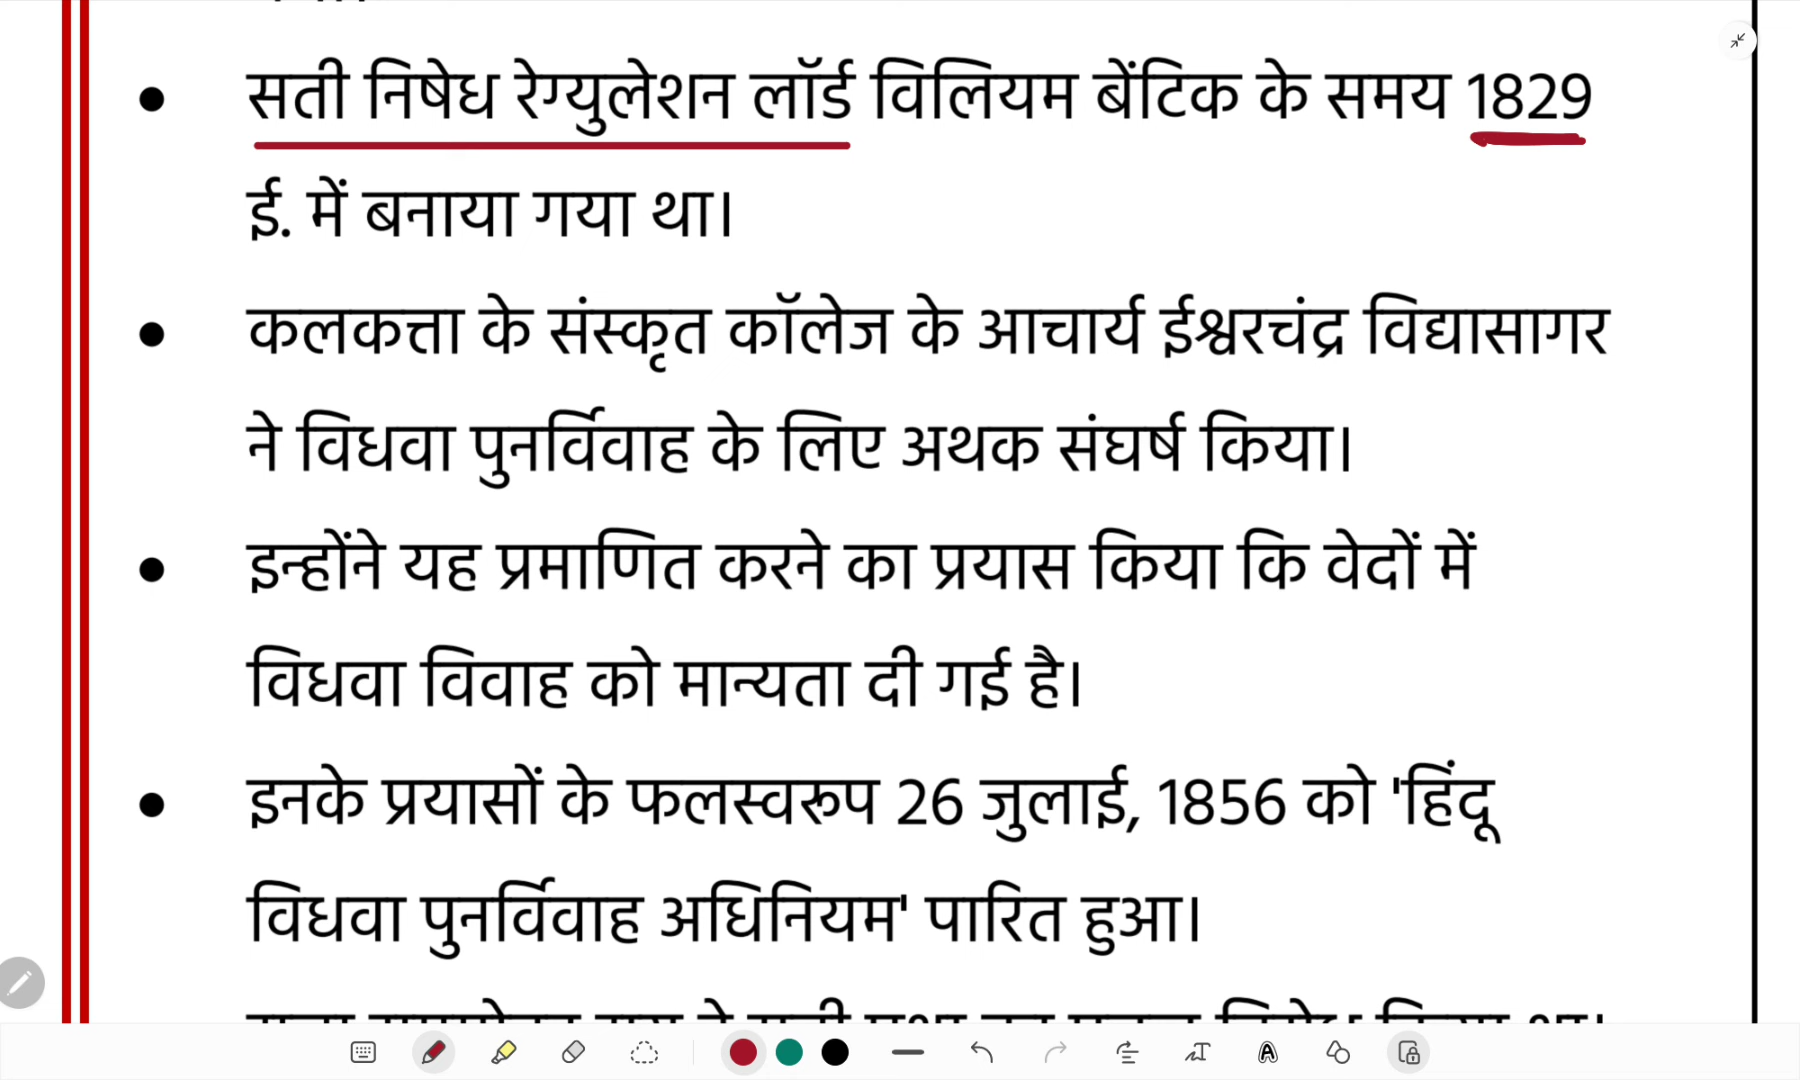 • सती निषेध रेग्युलेशन लॉर्ड विलियम बेंटिक के समय 1829
ई. में बनाया गया था।
• कलकत्ता के संस्कृत कॉलेज के आचार्य ईश्वरचंद्र विद्यासागर
ने विधवा पुनर्विवाह के लिए अथक संघर्ष किया।
• इन्होंने यह प्रमाणित करने का प्रयास किया कि वेदों में
विधवा विवाह को मान्यता दी गई है।
• इनके प्रयासों के फलस्वरूप 26 जुलाई, 1856 को 'हिंदू
विधवा पुनर्विवाह अधिनियम' पारित हुआ।